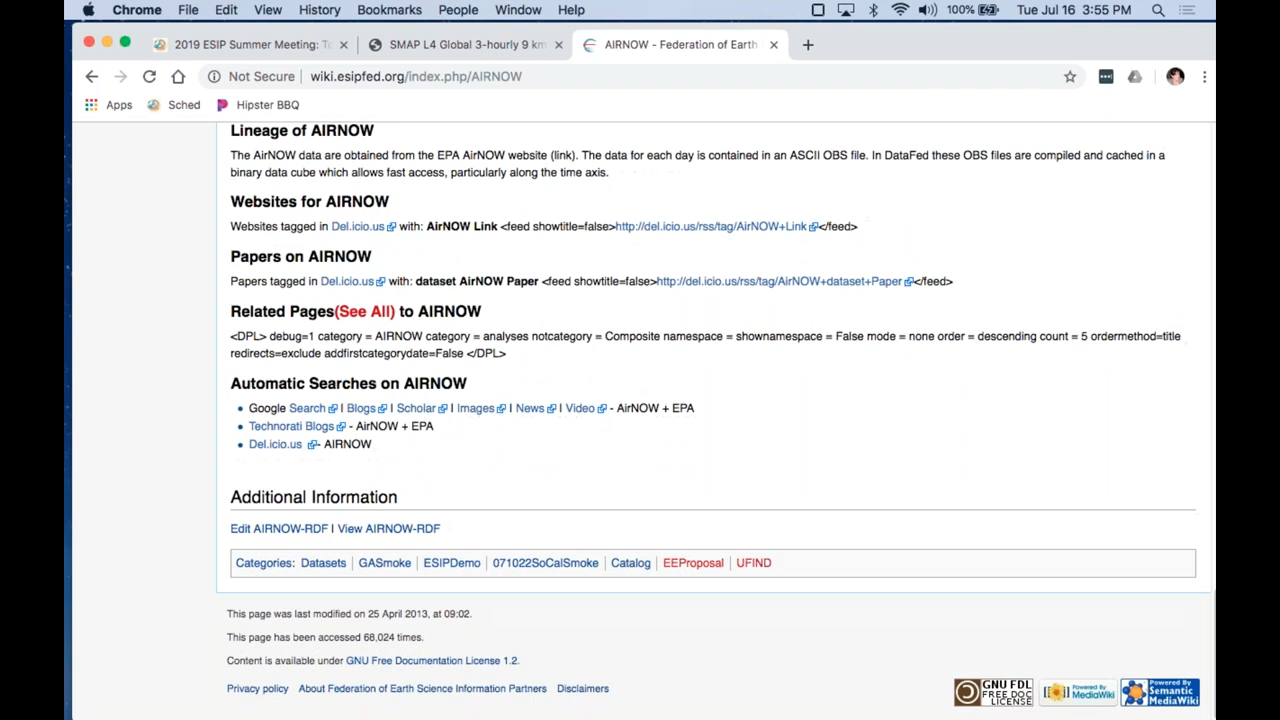 Chrome File Edit View History Bookmarks People Window Help 100% Tue Jul 16 3:55 PM
2019 ESIP Summer Meeting: T SMAP L4 Global 3-hourly 9 km AIRNOW - Federation of Earth
Not Secure | wiki.esipfed.org/index.php/AIRNOW
Apps Sched Hipster BBQ
Lineage of AIRNOW
The AirNOW data are obtained from the EPA AirNOW website (link). The data for each day is contained in an ASCII OBS file. In DataFed these OBS files are compiled and cached in a
binary data cube which allows fast access, particularly along the time axis.
Websites for AIRNOW
Websites tagged in Del.icio.us with: AirNOW Link <feed showtitle=false>http://del.icio.us/rss/tag/AirNOW+Link</feed>
Papers on AIRNOW
Papers tagged in Del.icio.us with: dataset AirNOW Paper <feed showtitle=false>http://del.icio.us/rss/tag/AirNOW+dataset+Paper</feed>
Related Pages(See All) to AIRNOW
<DPL> debug=1 category = AIRNOW category = analyses notcategory = Composite namespace = shownamespace = False mode = none order = descending count = 5 ordermethod=title
redirects=exclude addfirstcategorydate=False </DPL>
Automatic Searches on AIRNOW
Google Search | Blogs | Scholar | Images | News | Video - AirNOW + EPA
Technorati Blogs - AirNOW + EPA
Del.icio.us - AIRNOW
Additional Information
Edit AIRNOW-RDF | View AIRNOW-RDF
Categories: Datasets | GASmoke | ESIPDemo | 071022SoCalSmoke | Catalog | EEProposal | UFIND
This page was last modified on 25 April 2013, at 09:02.
This page has been accessed 68,024 times.
Content is available under GNU Free Documentation License 1.2.
Privacy policy About Federation of Earth Science Information Partners Disclaimers
GNU FDL
FREE DOC
LICENSE
Powered By
MediaWiki
Powered By
Semantic
MediaWiki